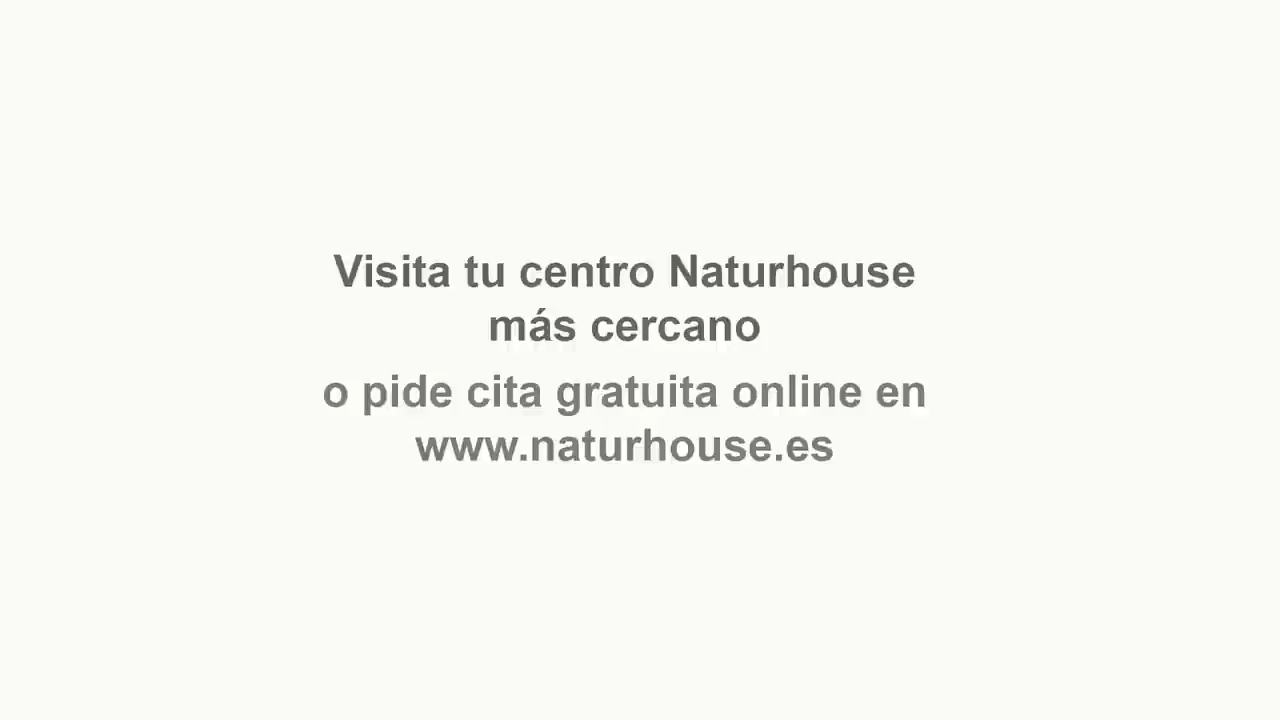 Visita tu centro Naturhouse
más cercano
o pide cita gratuita online en
www.naturhouse.es